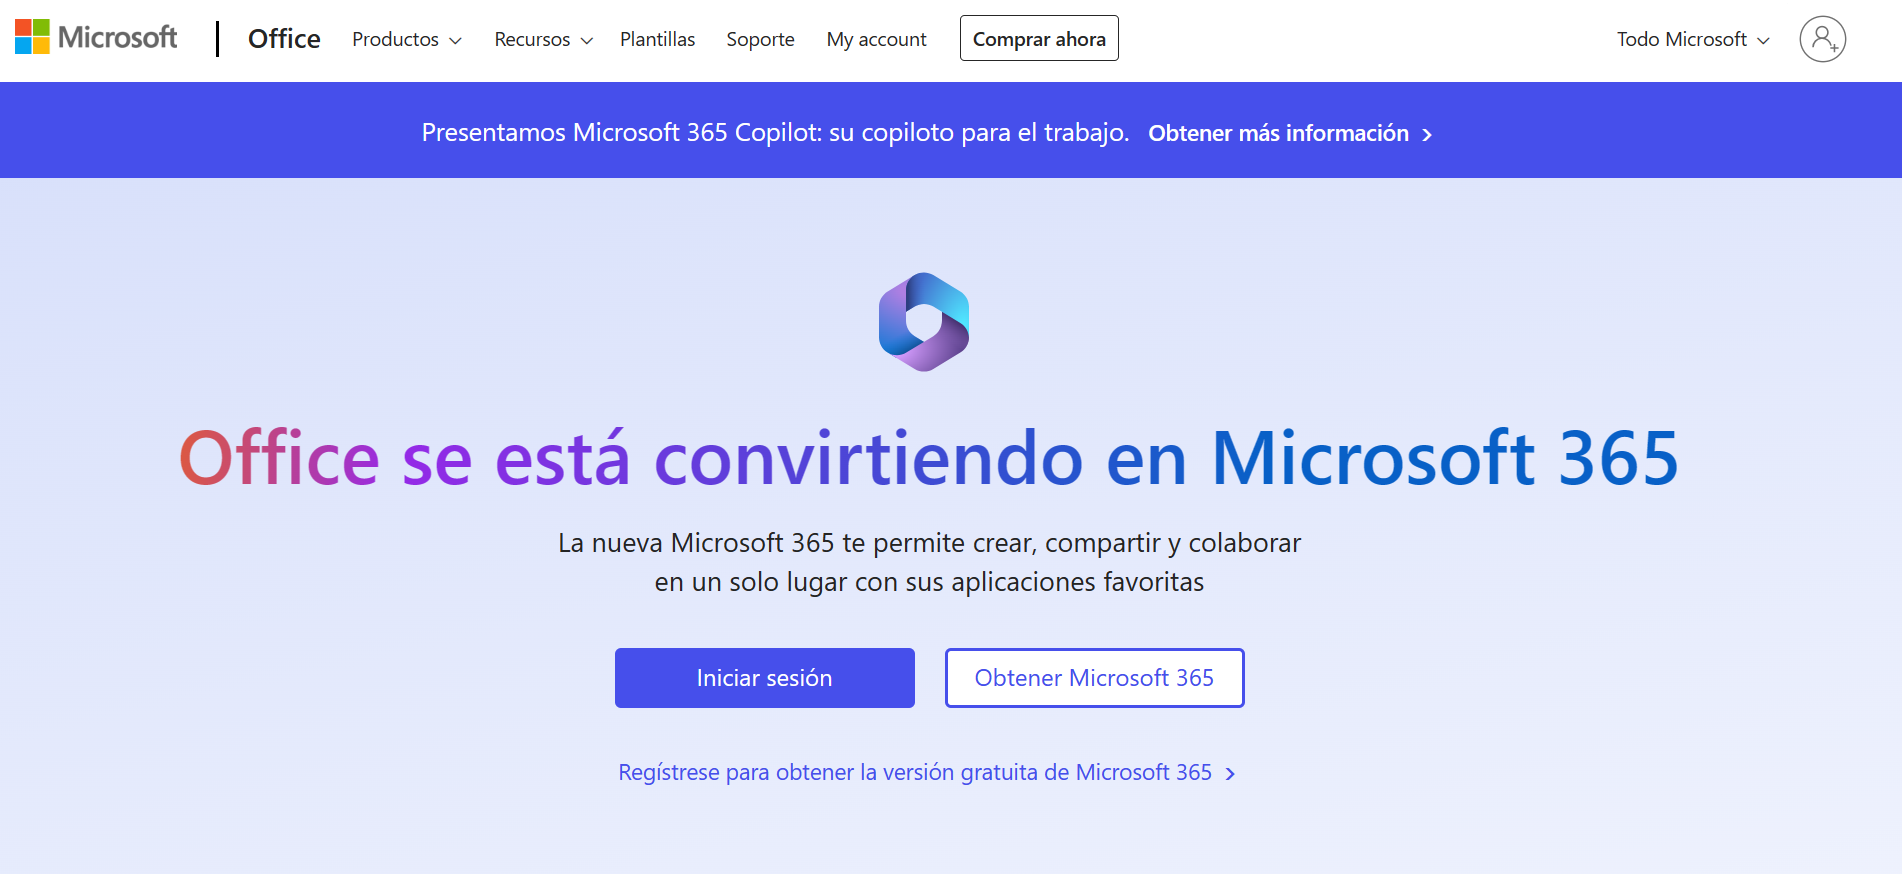 Microsoft
Office
Productos
Recursos
Plantillas
Soporte
My account
Comprar ahora
Todo Microsoft
Presentamos Microsoft 365 Copilot: su copiloto para el trabajo. Obtener más información
Office se está convirtiendo en Microsoft 365
La nueva Microsoft 365 te permite crear, compartir y colaborar
en un solo lugar con sus aplicaciones favoritas
Iniciar sesión
Obtener Microsoft 365
Regístrese para obtener la versión gratuita de Microsoft 365